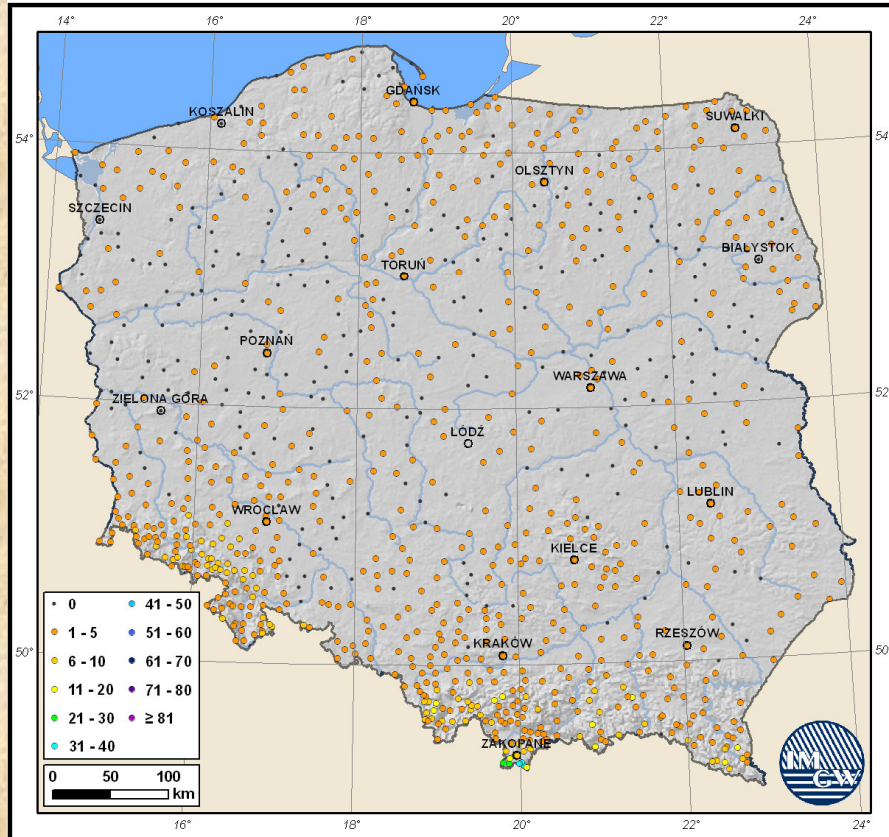 14° 16° 18° 20° 22° 24°
GDAŃSK
KOSZALIN
SUWAŁKI
54° 54°
OLSZTYN
SZCZECIN
BIAŁYSTOK
TORUŃ
POZNAŃ
WARSZAWA
52° 52°
ZIELONA GÓRA
ŁÓDŹ
LUBLIN
WROCŁAW
KIELCE
RZESZÓW
50° 50°
KRAKÓW
ZAKOPANE
0 41 - 50
1 - 5 51 - 60
6 - 10 61 - 70
11 - 20 71 - 80
21 - 30 ≥ 81
31 - 40
0 50 100
km
IM
GW
16° 18° 20° 22° 24°